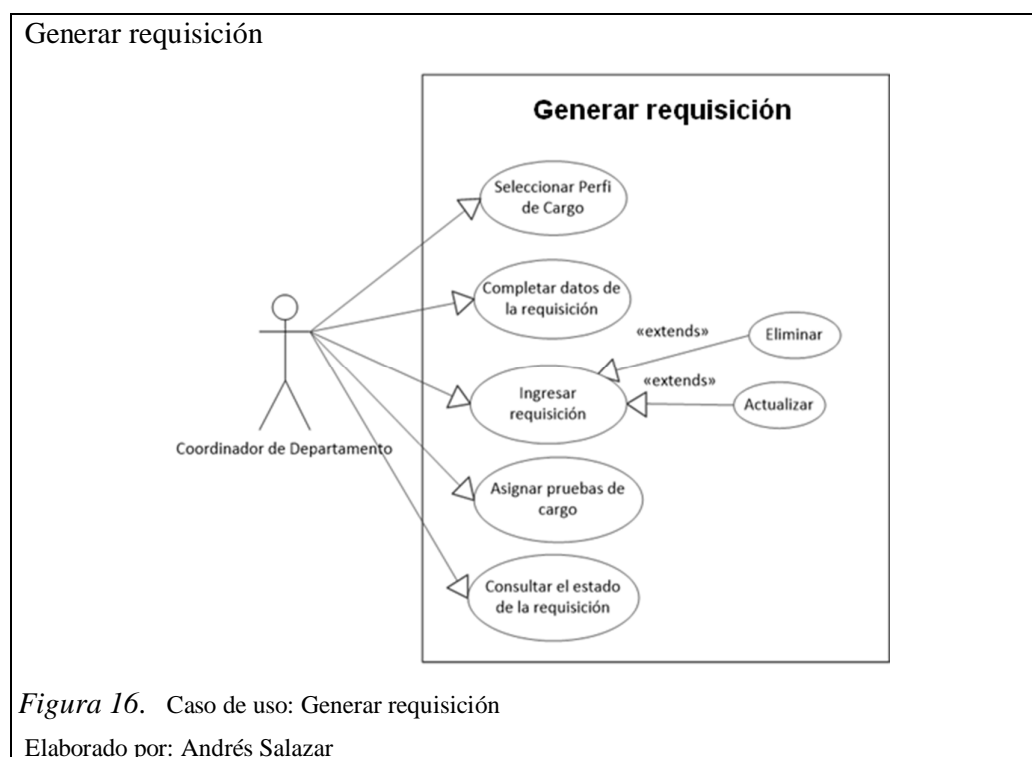 Generar requisición
Generar requisición
Seleccionar Perfi
de Cargo
Completar datos de
la requisición
«extends»
Eliminar
Ingresar
requisición
«extends»
Actualizar
Coordinador de Departamento
Asignar pruebas de
cargo
Consultar el estado
de la requisición
Figura 16. Caso de uso: Generar requisición
Elaborado por: Andrés Salazar